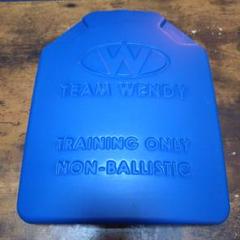 W
TEAM WENDY
TRAINING ONLY
NON-BALLISTIC